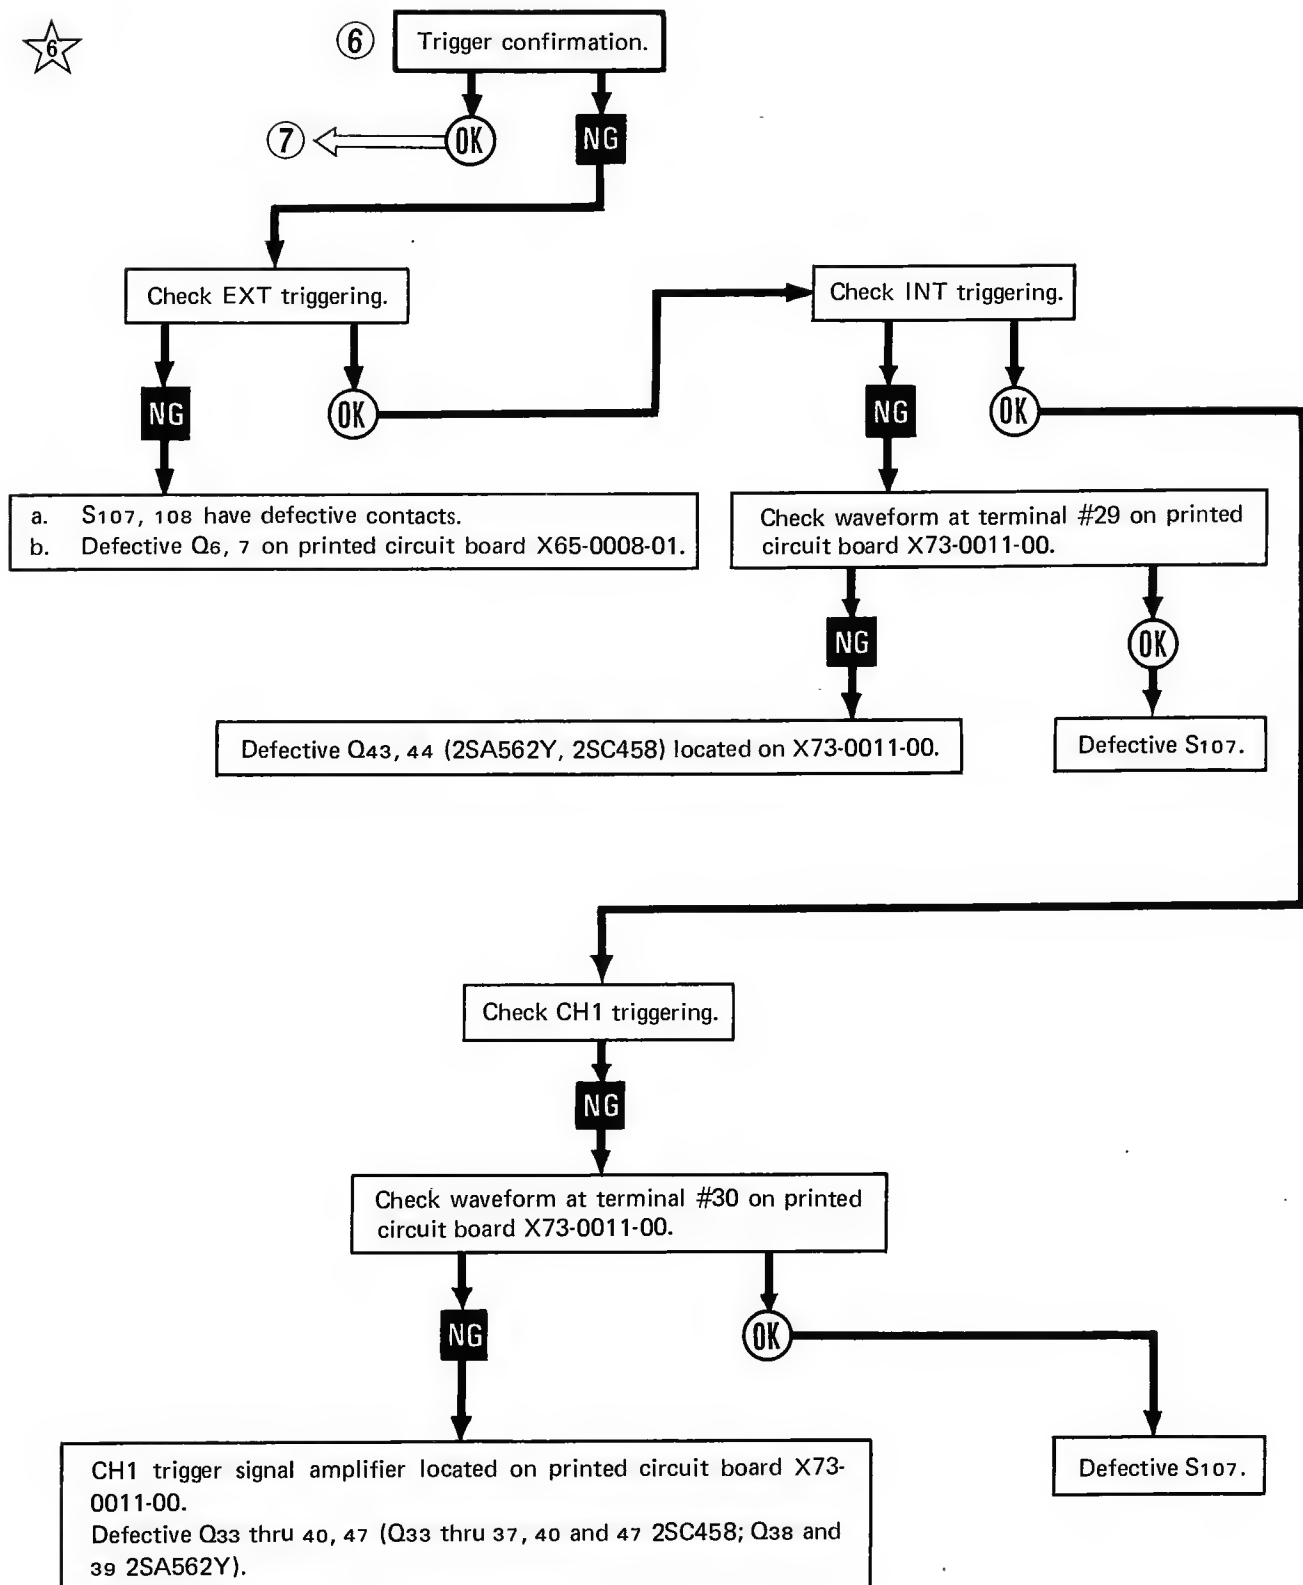 6
6
Trigger confirmation.
7
OK
NG
Check EXT triggering.
Check INT triggering.
NG
OK
NG
OK
a. S107, 108 have defective contacts.
b. Defective Q6, 7 on printed circuit board X65-0008-01.
Check waveform at terminal #29 on printed
circuit board X73-0011-00.
NG
OK
Defective Q43, 44 (2SA562Y, 2SC458) located on X73-0011-00.
Defective S107.
Check CH1 triggering.
NG
Check waveform at terminal #30 on printed
circuit board X73-0011-00.
NG
OK
CH1 trigger signal amplifier located on printed circuit board X73-
0011-00.
Defective Q33 thru 40, 47 (Q33 thru 37, 40 and 47 2SC458; Q38 and
39 2SA562Y).
Defective S107.